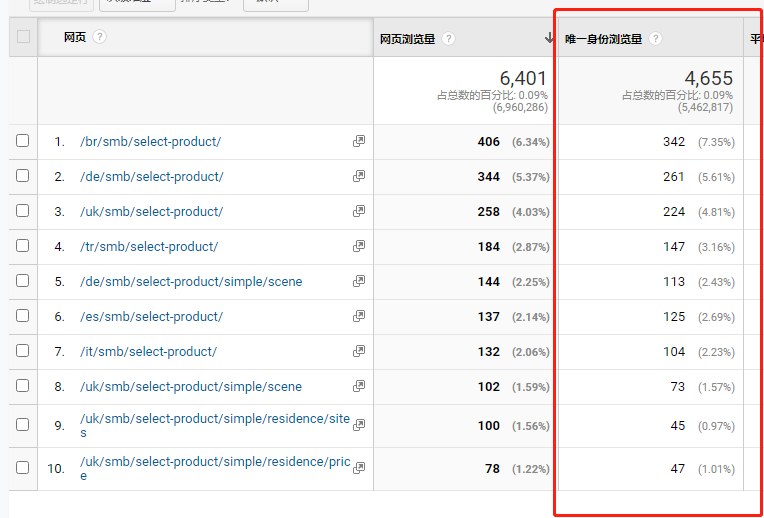 网页 ? 网页浏览量 ? 唯一身份浏览量 ?
6,401 4,655
占总数的百分比: 0.09% 占总数的百分比: 0.09%
(6,960,286) (5,462,817)
1. /br/smb/select-product/ 406 (6.34%) 342 (7.35%)
2. /de/smb/select-product/ 344 (5.37%) 261 (5.61%)
3. /uk/smb/select-product/ 258 (4.03%) 224 (4.81%)
4. /tr/smb/select-product/ 184 (2.87%) 147 (3.16%)
5. /de/smb/select-product/simple/scene 144 (2.25%) 113 (2.43%)
6. /es/smb/select-product/ 137 (2.14%) 125 (2.69%)
7. /it/smb/select-product/ 132 (2.06%) 104 (2.23%)
8. /uk/smb/select-product/simple/scene 102 (1.59%) 73 (1.57%)
9. /uk/smb/select-product/simple/residence/site
s 100 (1.56%) 45 (0.97%)
10. /uk/smb/select-product/simple/residence/pric
e 78 (1.22%) 47 (1.01%)